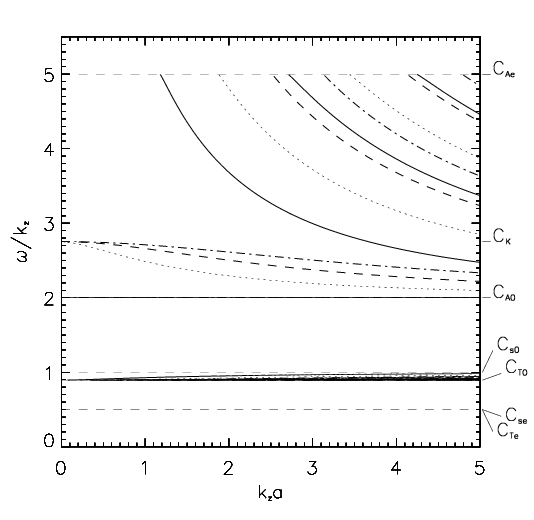 5
4
3
2
1
0
ω/k_z
0 1 2 3 4 5
k_z a
C_Ae
C_K
C_A0
C_s0
C_T0
C_se
C_Te